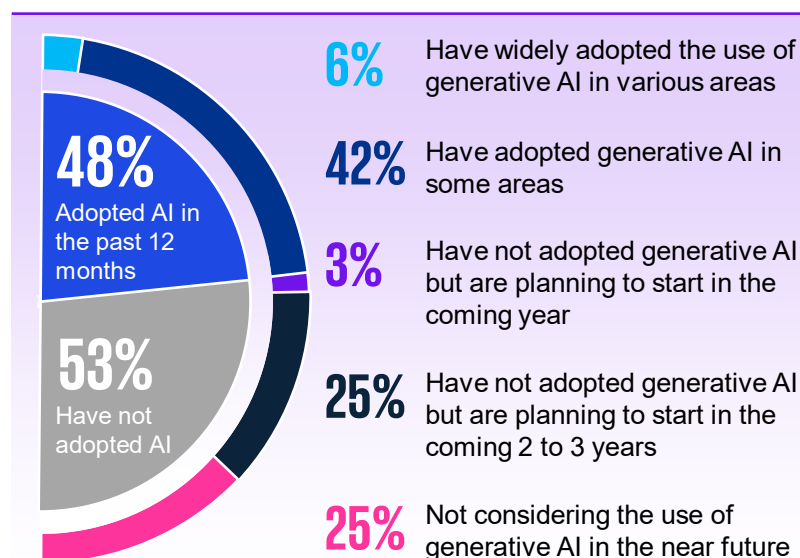 48%
Adopted AI in
the past 12
months
53%
Have not
adopted AI
6%
Have widely adopted the use of
generative AI in various areas
42%
Have adopted generative AI in
some areas
3%
Have not adopted generative AI
but are planning to start in the
coming year
25%
Have not adopted generative AI
but are planning to start in the
coming 2 to 3 years
25%
Not considering the use of
generative AI in the near future